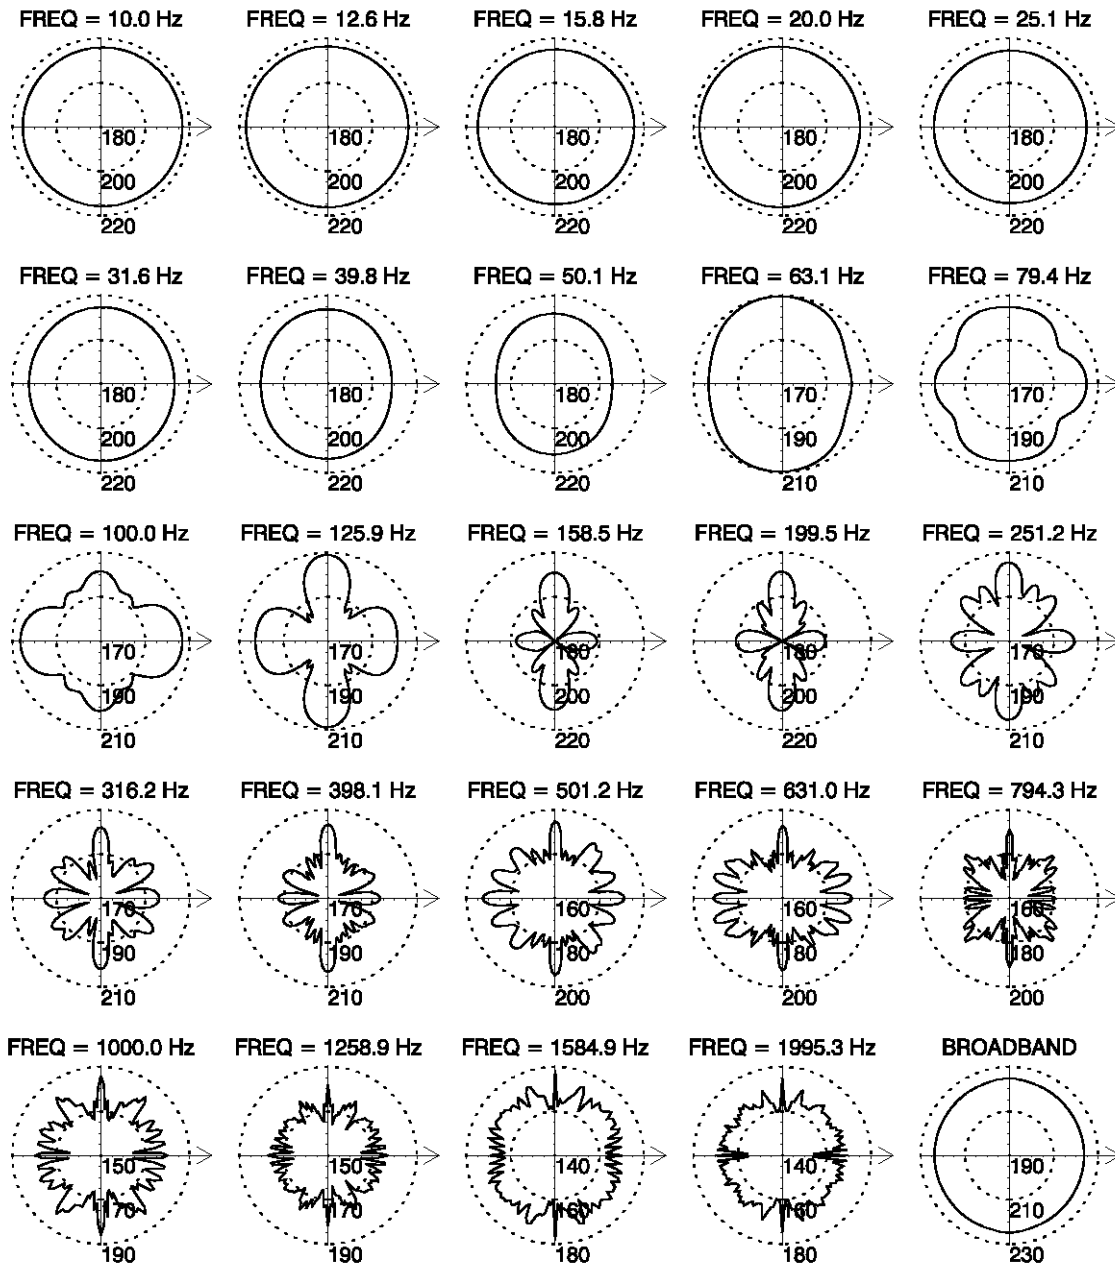 FREQ = 10.0 Hz FREQ = 12.6 Hz FREQ = 15.8 Hz FREQ = 20.0 Hz FREQ = 25.1 Hz
180 180 180 180 180
200 200 200 200 200
220 220 220 220 220
FREQ = 31.6 Hz FREQ = 39.8 Hz FREQ = 50.1 Hz FREQ = 63.1 Hz FREQ = 79.4 Hz
180 180 180 170 170
200 200 200 190 190
220 220 220 210 210
FREQ = 100.0 Hz FREQ = 125.9 Hz FREQ = 158.5 Hz FREQ = 199.5 Hz FREQ = 251.2 Hz
170 170 180 180 170
190 190 200 200 190
210 210 220 220 210
FREQ = 316.2 Hz FREQ = 398.1 Hz FREQ = 501.2 Hz FREQ = 631.0 Hz FREQ = 794.3 Hz
170 170 160 160 160
190 190 180 180 180
210 210 200 200 200
FREQ = 1000.0 Hz FREQ = 1258.9 Hz FREQ = 1584.9 Hz FREQ = 1995.3 Hz BROADBAND
150 150 140 140 190
170 170 160 160 210
190 190 180 180 230